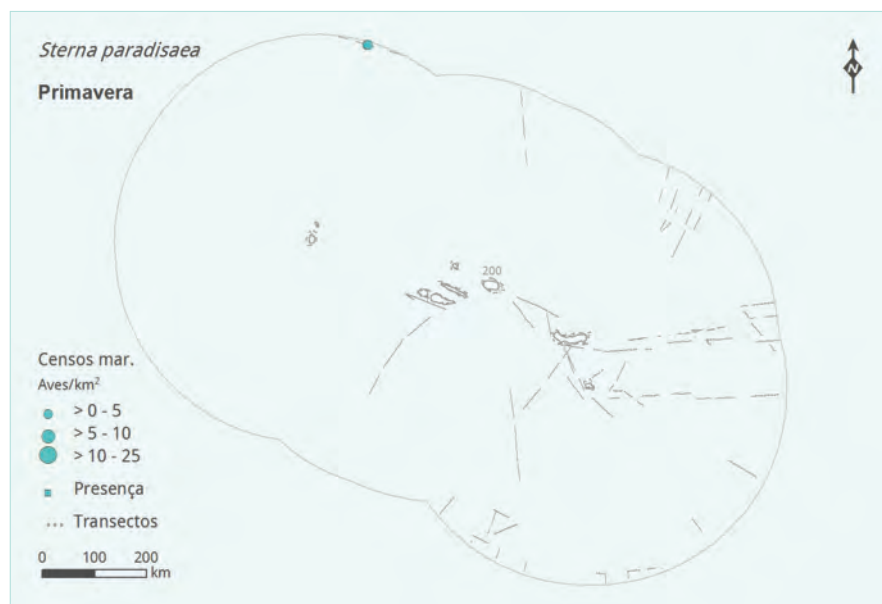 Sterna paradisaea
Primavera
N
200
Censos mar.
Aves/km²
> 0 - 5
> 5 - 10
> 10 - 25
Presença
Transectos
0 100 200
km